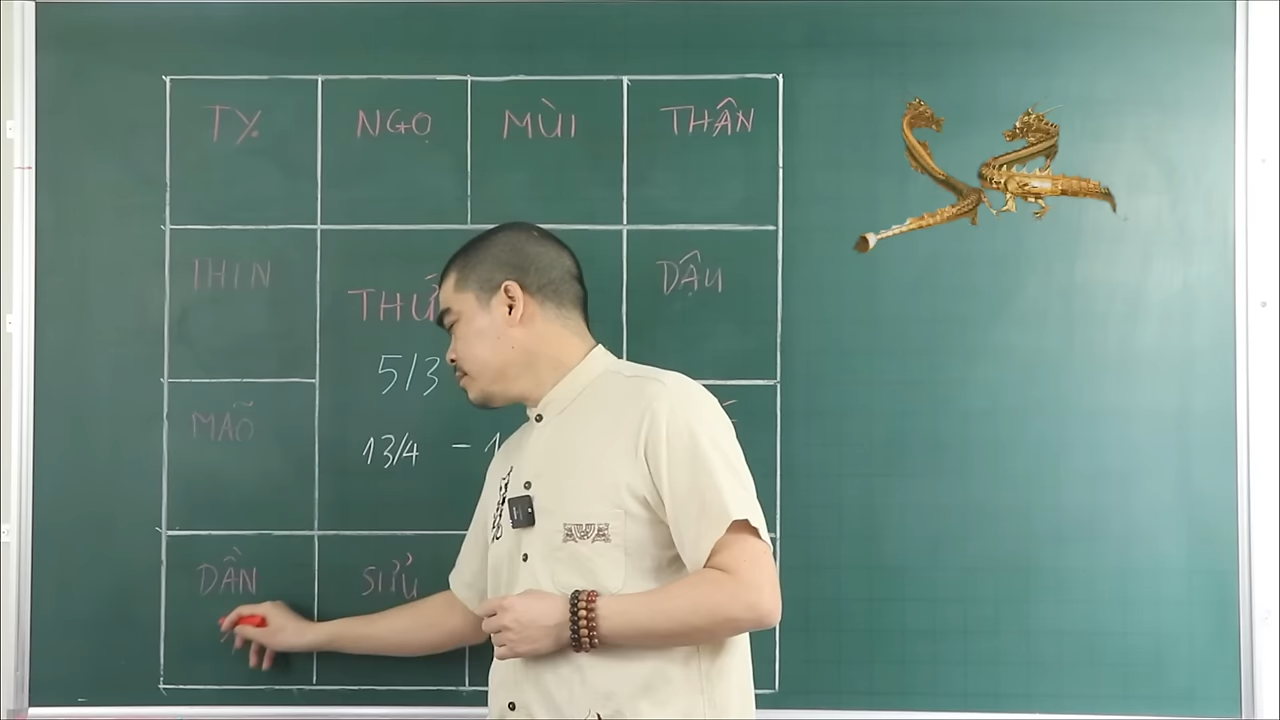 TỴ NGỌ MÙI THÂN
THÌN DẬU
THỨ
5/3
MÃO
13/4 -
DẦN SỬU